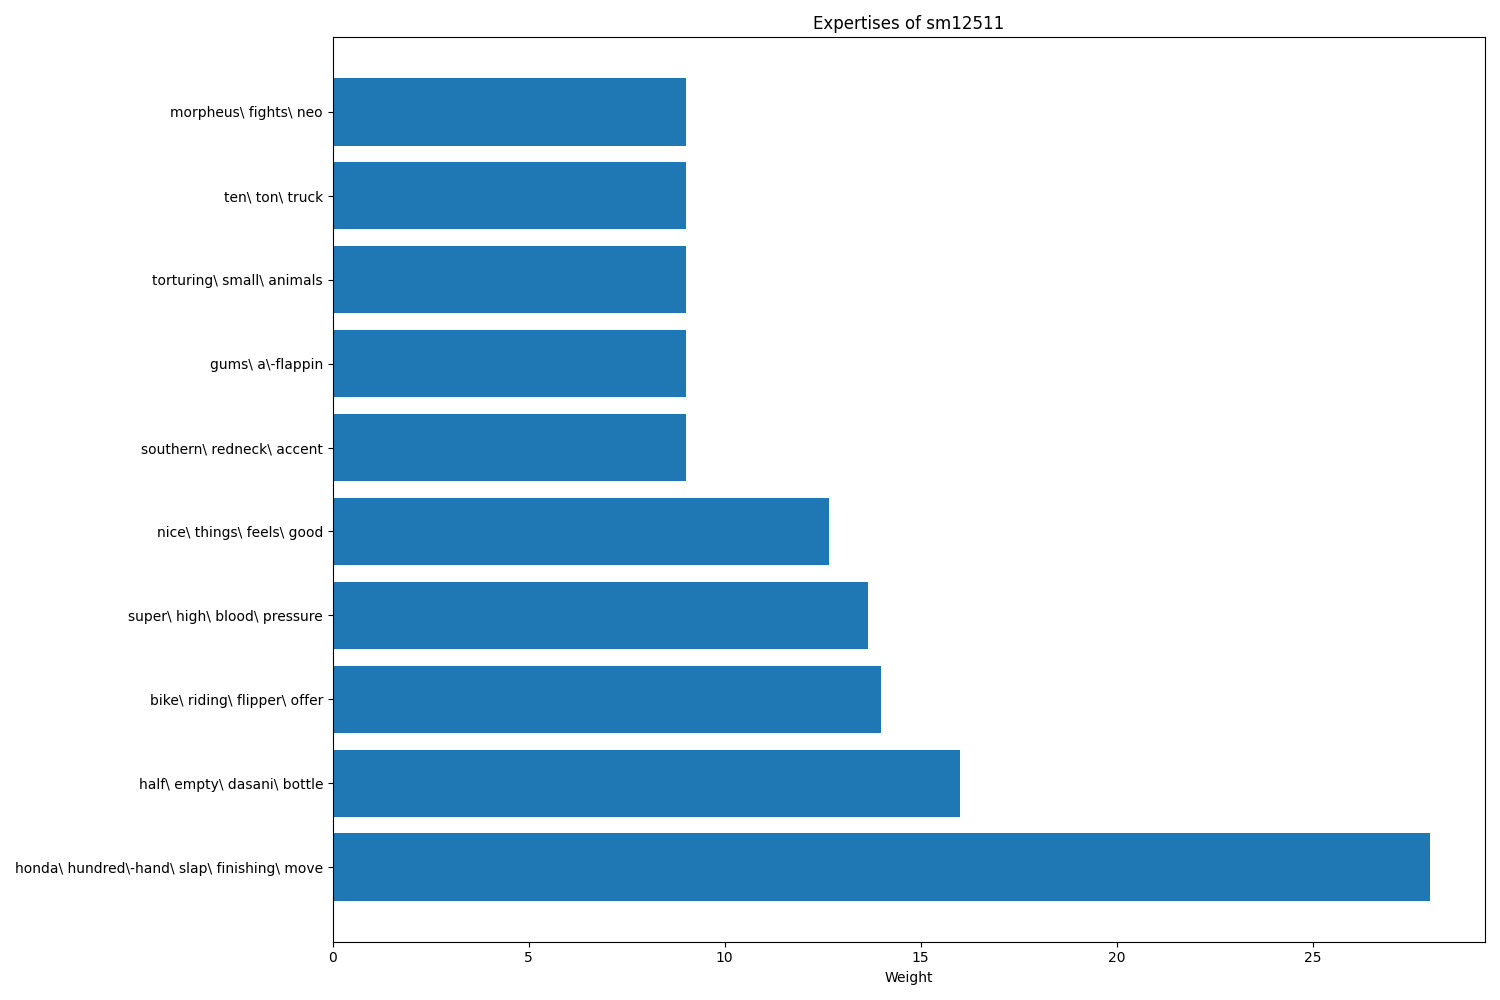 Expertises of sm12511
morpheus\ fights\ neo
ten\ ton\ truck
torturing\ small\ animals
gums\ a\-flappin
southern\ redneck\ accent
nice\ things\ feels\ good
super\ high\ blood\ pressure
bike\ riding\ flipper\ offer
half\ empty\ dasani\ bottle
honda\ hundred\-hand\ slap\ finishing\ move
0 5 10 15 20 25
Weight